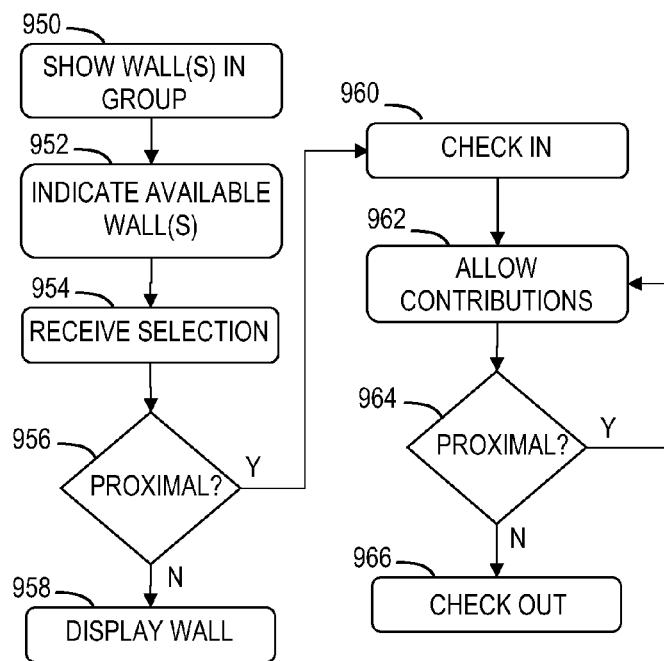 950
SHOW WALL(S) IN
GROUP
952
INDICATE AVAILABLE
WALL(S)
954
RECEIVE SELECTION
956
PROXIMAL?
Y
N
958
DISPLAY WALL
960
CHECK IN
962
ALLOW
CONTRIBUTIONS
964
PROXIMAL?
Y
N
966
CHECK OUT